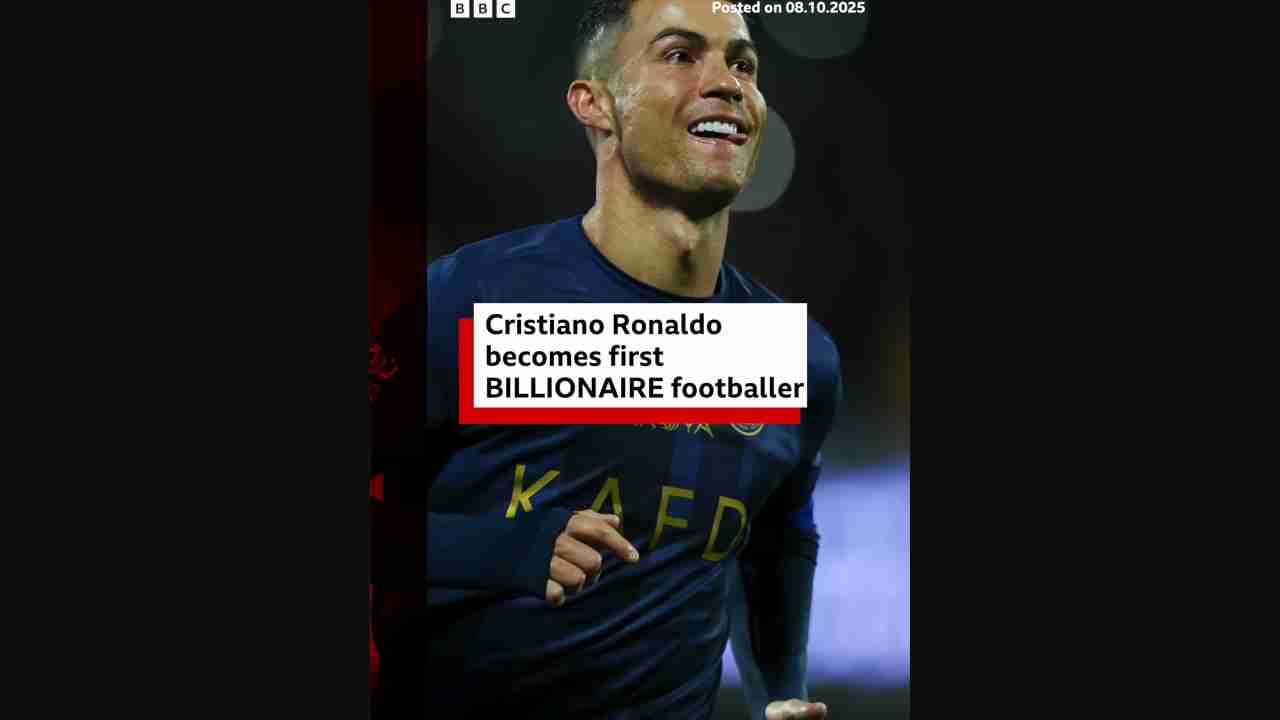 BBC
Posted on 08.10.2025
Cristiano Ronaldo
becomes first
BILLIONAIRE footballer
KAFD